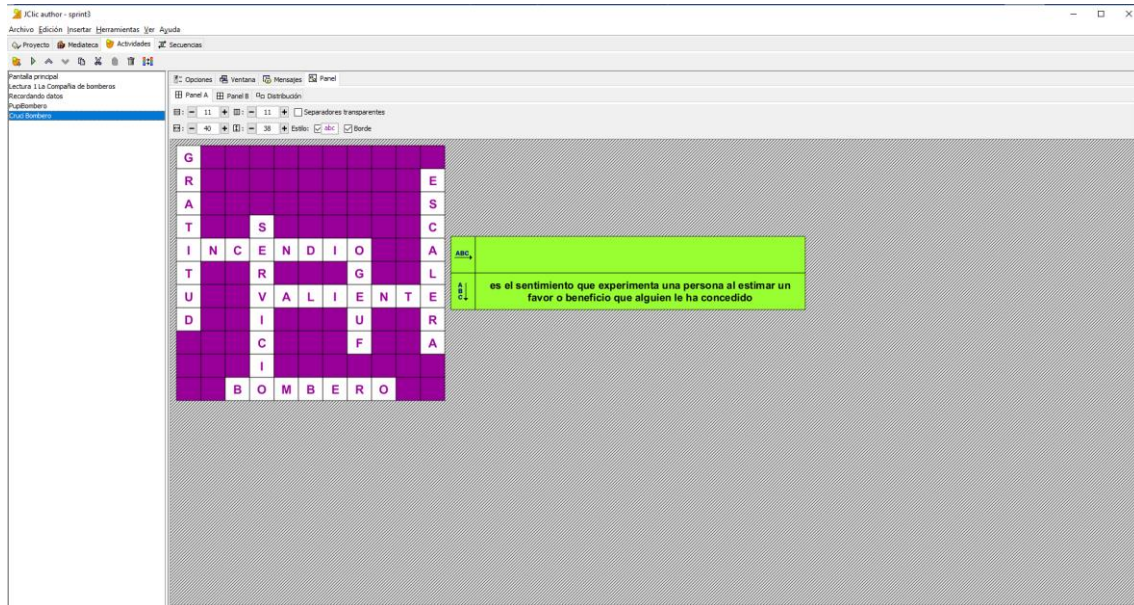 JClic author - sprint3
Archivo Edición Insertar Herramientas Ver Ayuda
Proyecto Mediateca Actividades Secuencias
Pantalla principal
Lectura 1 La Compañia de bomberos
Recordando datos
PupiBombero
Cruci Bombero
Opciones Ventana Mensajes Panel
Panel A Panel B Distribución
11 11 Separadores transparentes
40 38 Estilo: abc Borde
G
R E
A S
T S C
I N C E N D I O A
T R G L
U V A L I E N T E
D I U R
C F A
I
B O M B E R O
ABC
A
B
C
es el sentimiento que experimenta una persona al estimar un
favor o beneficio que alguien le ha concedido